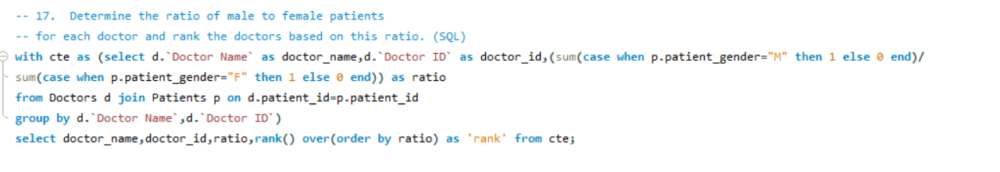 -- 17.  Determine the ratio of male to female patients
-- for each doctor and rank the doctors based on this ratio. (SQL)
with cte as (select d.`Doctor Name` as doctor_name,d.`Doctor ID` as doctor_id,(sum(case when p.patient_gender="M" then 1 else 0 end)/
sum(case when p.patient_gender="F" then 1 else 0 end)) as ratio
from Doctors d join Patients p on d.patient_id=p.patient_id
group by d.`Doctor Name`,d.`Doctor ID`)
select doctor_name,doctor_id,ratio,rank() over(order by ratio) as 'rank' from cte;